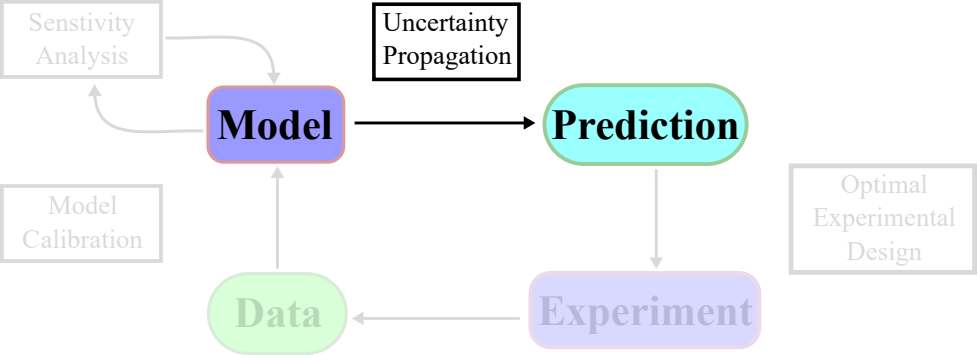 Senstivity
Analysis
Uncertainty
Propagation
Model
Prediction
Model
Calibration
Optimal
Experimental
Design
Data
Experiment